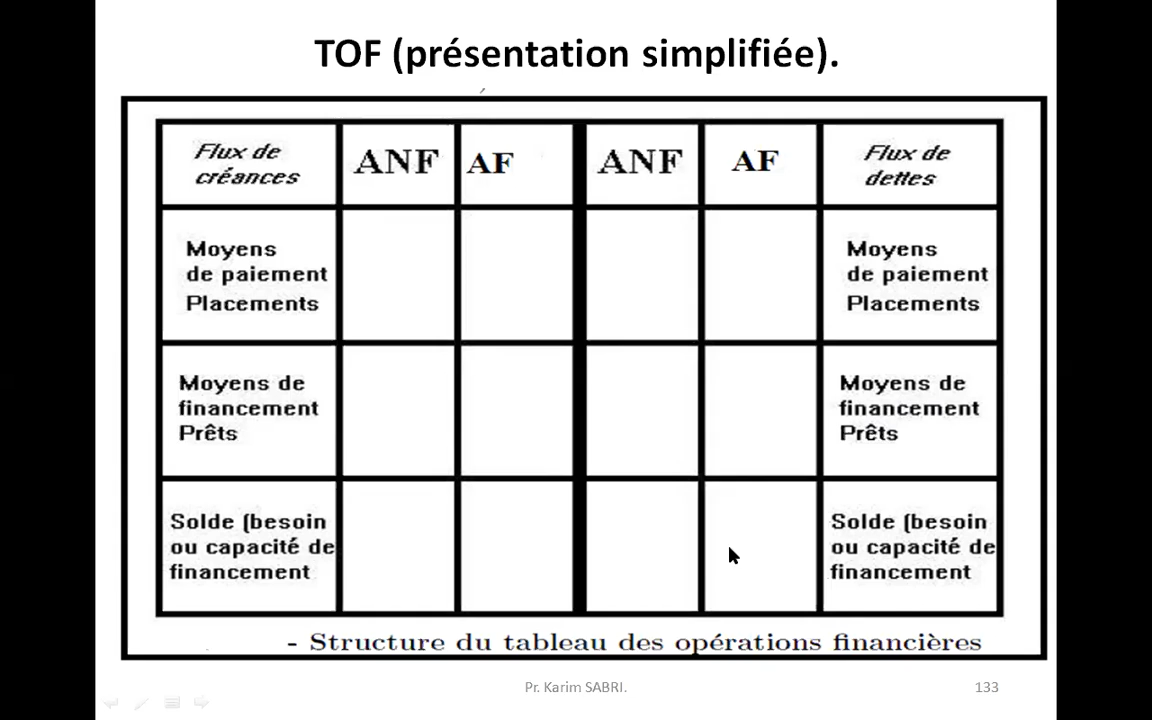 TOF (présentation simplifiée).
Flux de
créances
ANF
AF
ANF
AF
Flux de
dettes
Moyens
de paiement
Placements
Moyens
de paiement
Placements
Moyens de
financement
Prêts
Moyens de
financement
Prêts
Solde (besoin
ou capacité de
financement
Solde (besoin
ou capacité de
financement
- Structure du tableau des opérations financières
Pr. Karim SABRI.
133